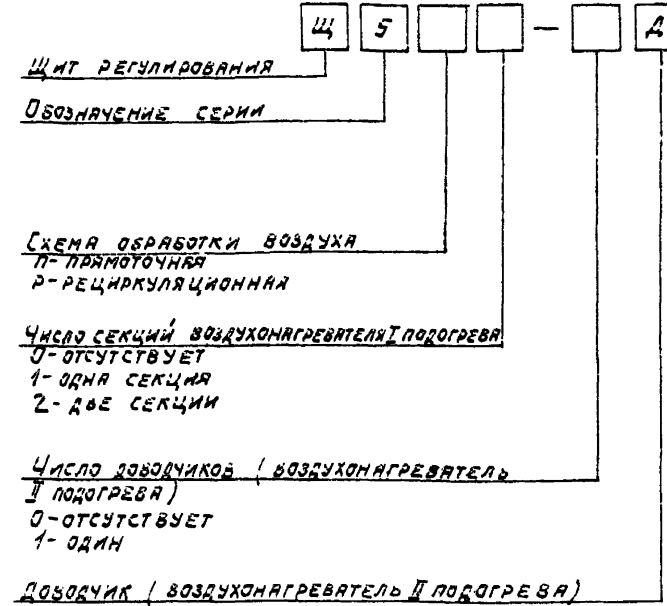 Щ 5 — Д
Щит регулирования
Обозначение серии
Схема обработки воздуха
П- прямоточная
Р- рециркуляционная
Число секций воздухонагревателя I подогрева
0- отсутствует
1- одна секция
2- две секции
Число доводчиков (воздухонагреватель
II подогрева)
0- отсутствует
1- один
Доводчик (воздухонагреватель II подогрева)